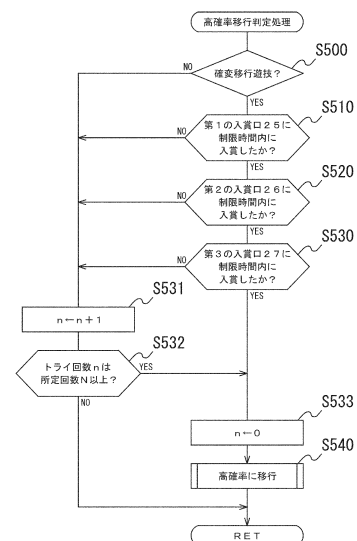 高確率移行判定処理
S500
確変移行遊技？
NO
YES
S510
第１の入賞口２５に
制限時間内に
入賞したか？
NO
YES
S520
第２の入賞口２６に
制限時間内に
入賞したか？
NO
YES
S530
第３の入賞口２７に
制限時間内に
入賞したか？
NO
YES
S531
ｎ←ｎ＋１
S532
トライ回数ｎは
所定回数Ｎ以上？
YES
NO
S533
ｎ←０
S540
高確率に移行
ＲＥＴ